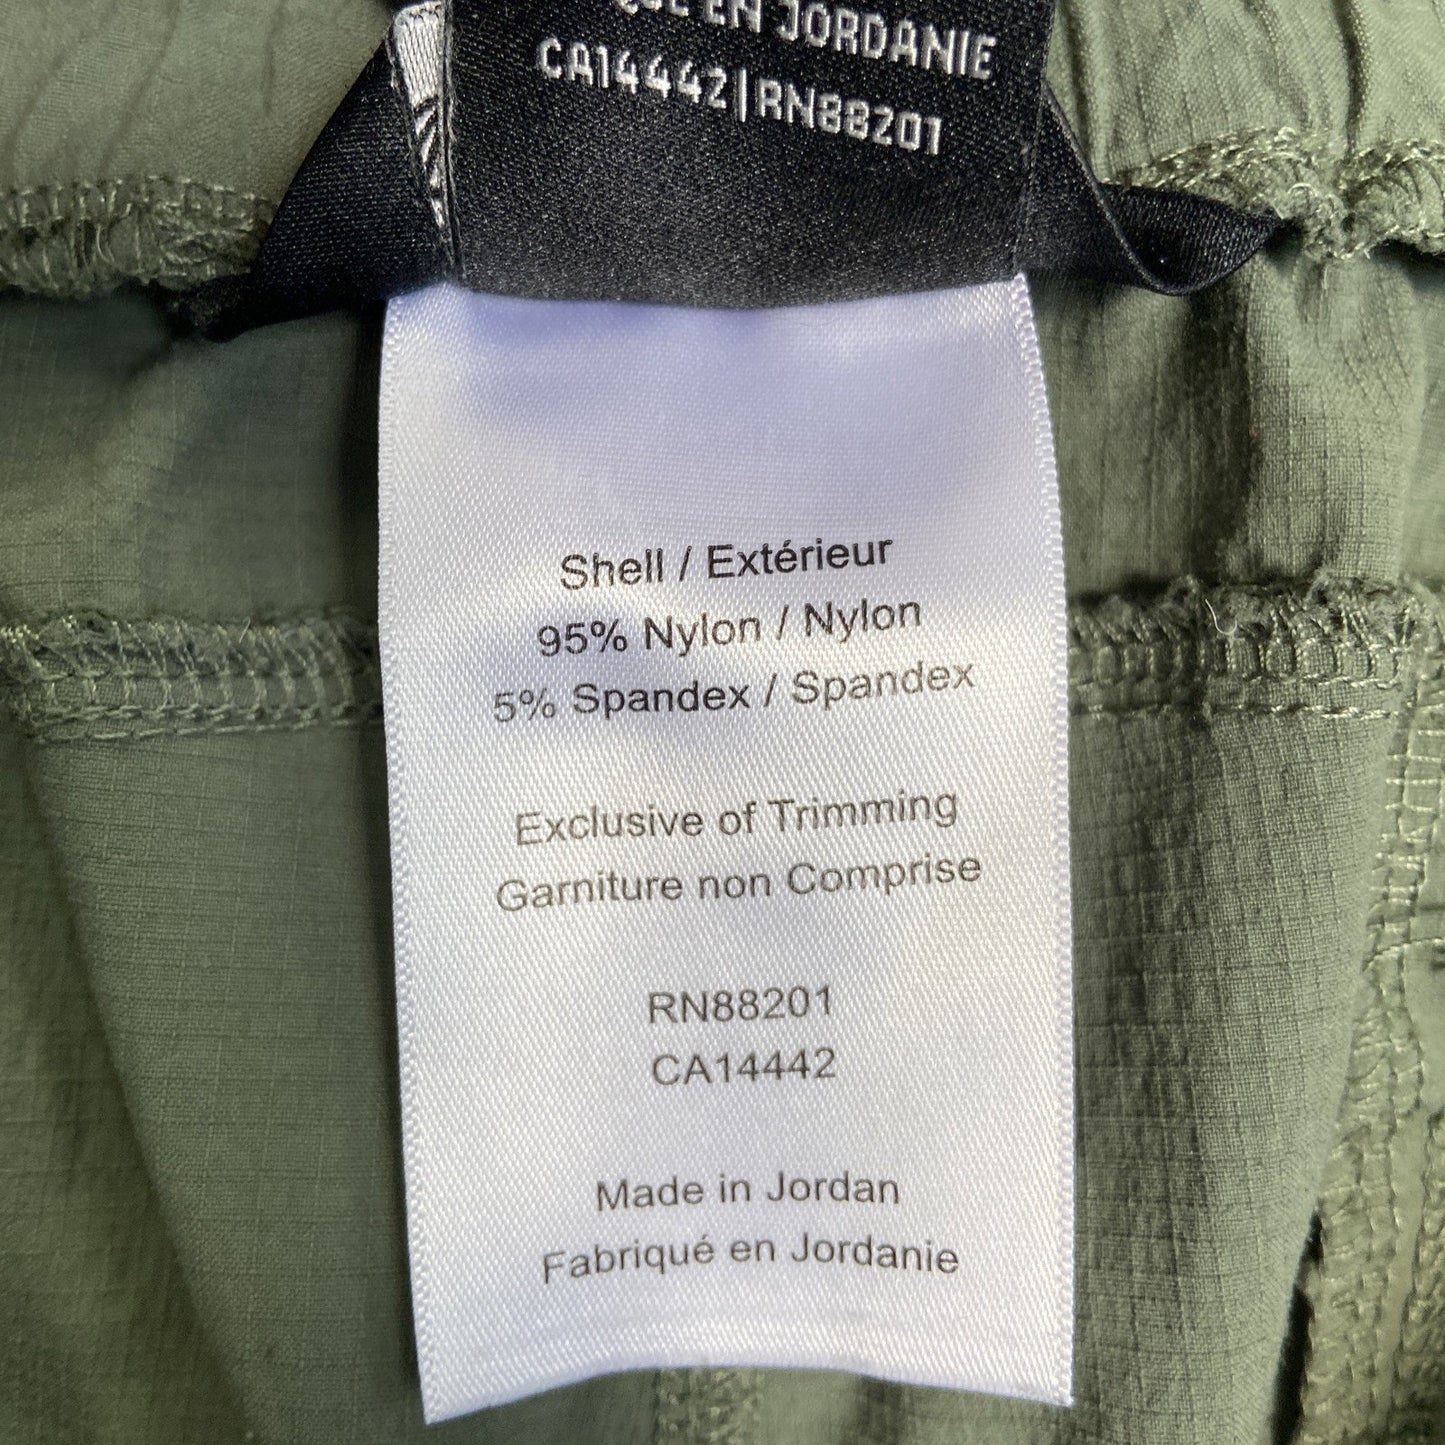 EN JORDANIE
CA14442|RN88201
Shell / Extérieur
95% Nylon / Nylon
5% Spandex / Spandex
Exclusive of Trimming
Garniture non Comprise
RN88201
CA14442
Made in Jordan
Fabriqué en Jordanie